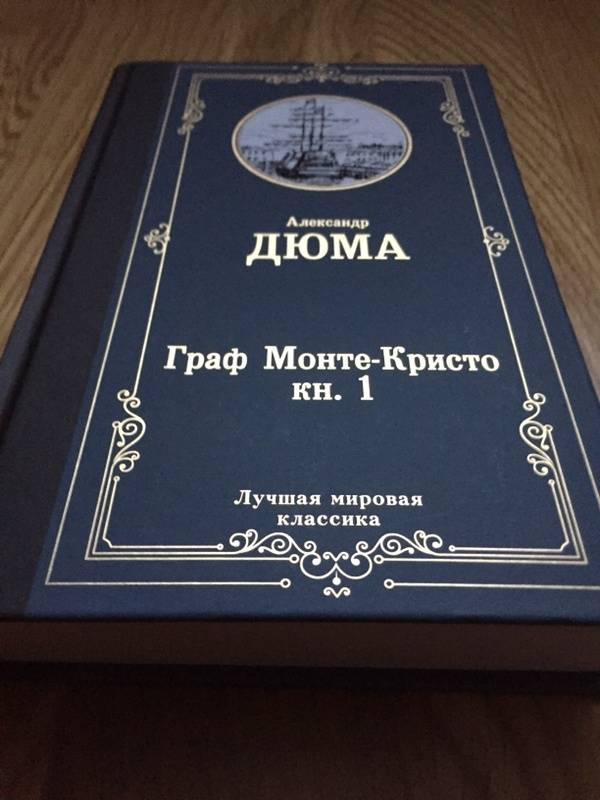 Александр
ДЮМА
Граф Монте-Кристо
кн. 1
Лучшая мировая
классика